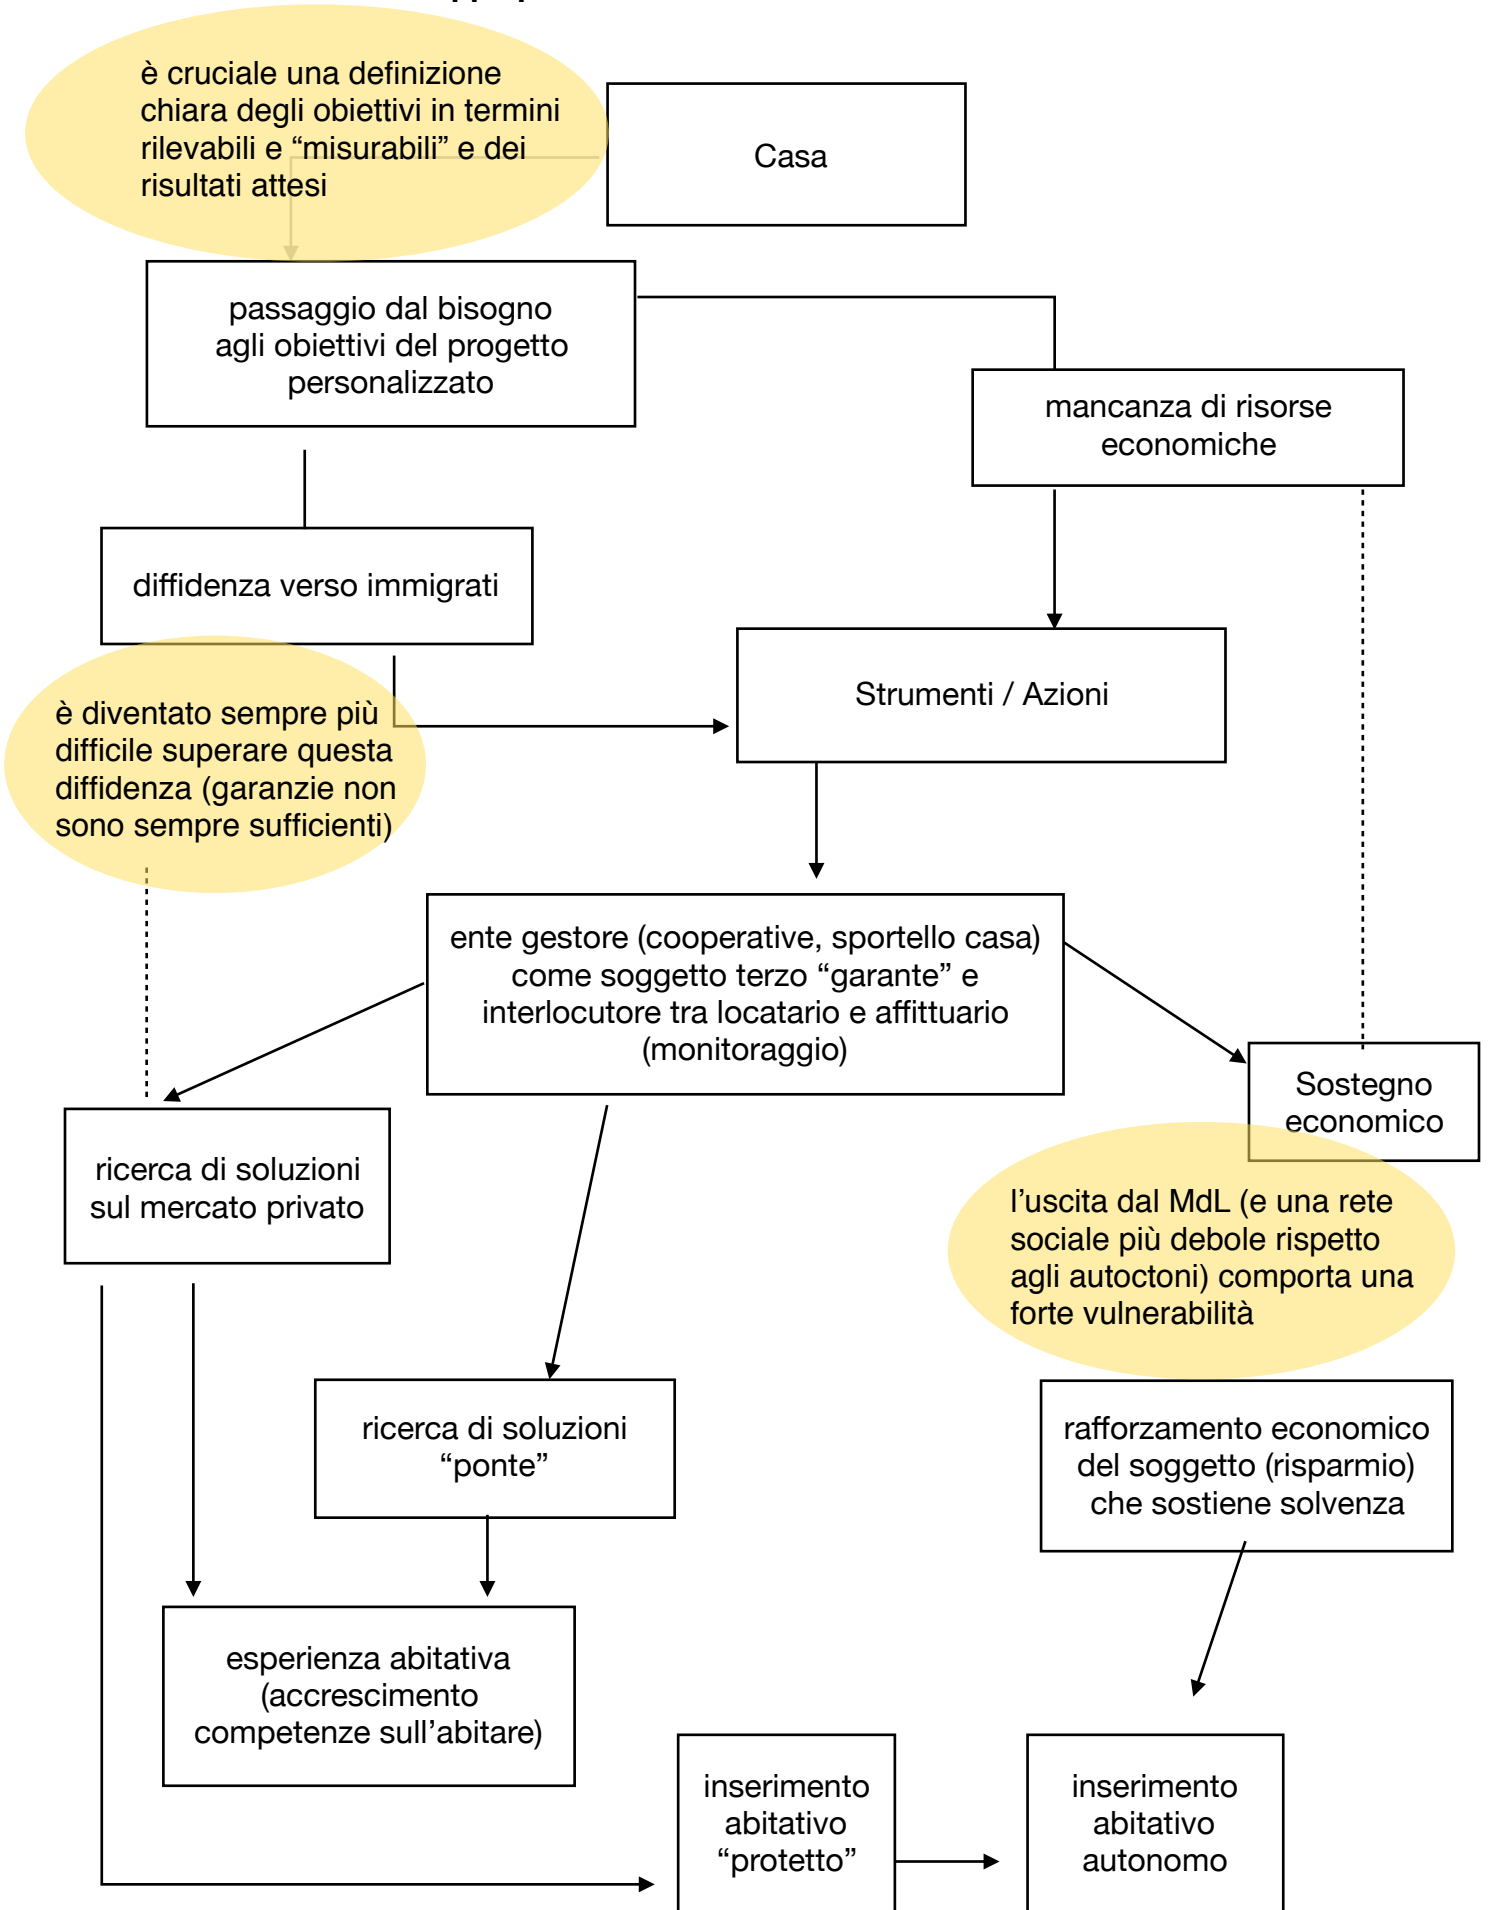 è cruciale una definizione
chiara degli obiettivi in termini
rilevabili e “misurabili” e dei
risultati attesi
Casa
passaggio dal bisogno
agli obiettivi del progetto
personalizzato
mancanza di risorse
economiche
diffidenza verso immigrati
è diventato sempre più
difficile superare questa
diffidenza (garanzie non
sono sempre sufficienti)
Strumenti / Azioni
ente gestore (cooperative, sportello casa)
come soggetto terzo “garante” e
interlocutore tra locatario e affittuario
(monitoraggio)
Sostegno
economico
ricerca di soluzioni
sul mercato privato
l’uscita dal MdL (e una rete
sociale più debole rispetto
agli autoctoni) comporta una
forte vulnerabilità
ricerca di soluzioni
“ponte”
rafforzamento economico
del soggetto (risparmio)
che sostiene solvenza
esperienza abitativa
(accrescimento
competenze sull’abitare)
inserimento
abitativo
“protetto”
inserimento
abitativo
autonomo